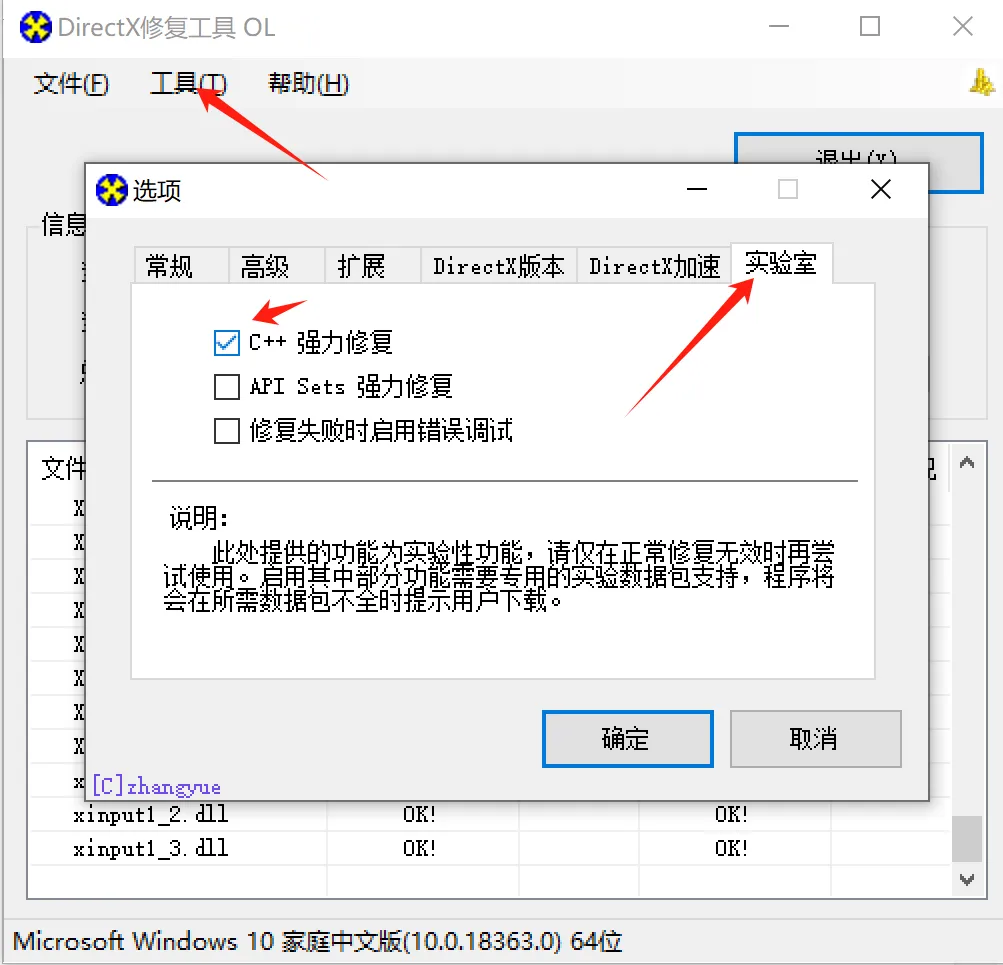 DirectX修复工具 OL
文件(F) 工具(T) 帮助(H)
退出(X)
选项
信息
常规 高级 扩展 DirectX版本 DirectX加速 实验室
C++ 强力修复
API Sets 强力修复
修复失败时启用错误调试
文件
说明:
此处提供的功能为实验性功能，请仅在正常修复无效时再尝
试使用。启用其中部分功能需要专用的实验数据包支持，程序将
会在所需数据包不全时提示用户下载。
确定 取消
[C]zhangyue
xinput1_2.dll OK! OK!
xinput1_3.dll OK! OK!
Microsoft Windows 10 家庭中文版(10.0.18363.0) 64位